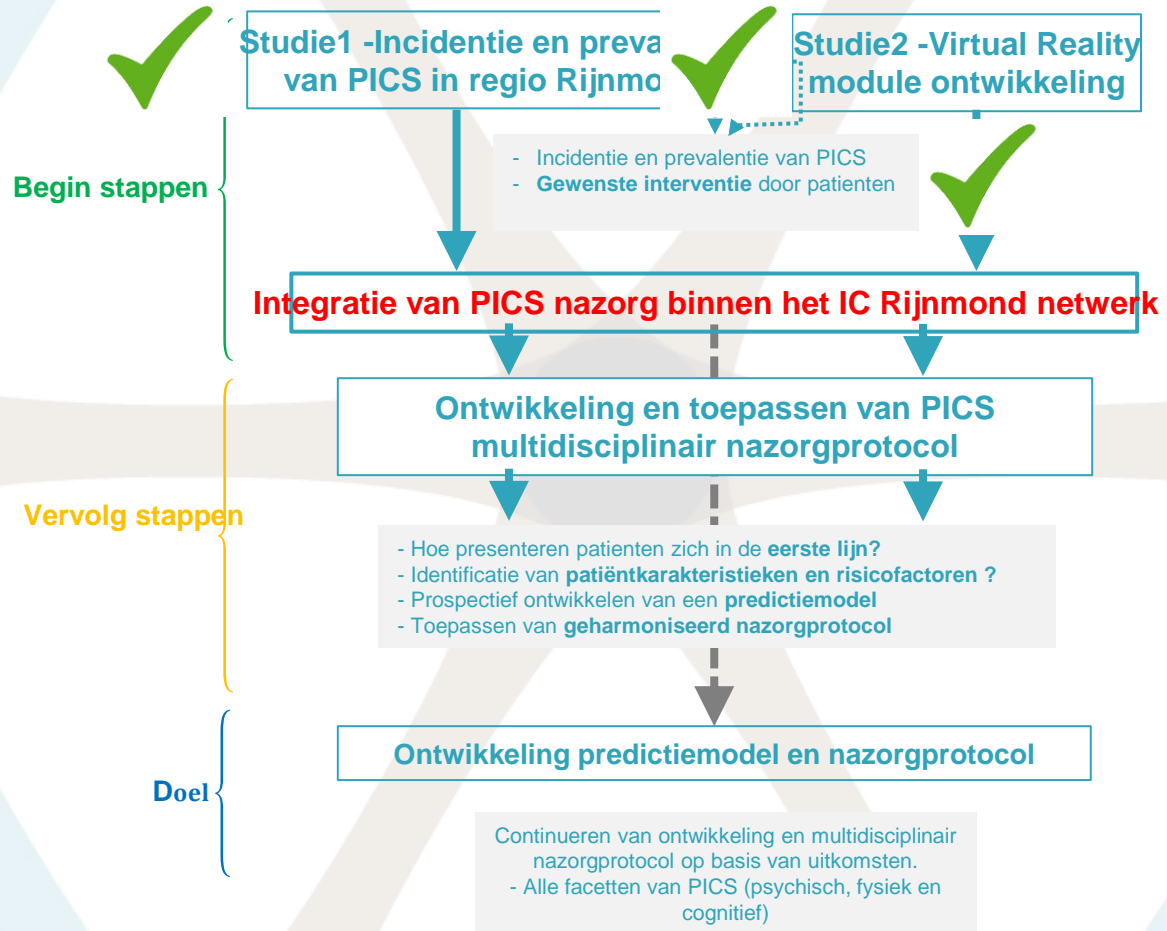 Studie1 -Incidentie en preva
van PICS in regio Rijnmo
Studie2 -Virtual Reality
module ontwikkeling
- Incidentie en prevalentie van PICS
- Gewenste interventie door patienten
Begin stappen
Integratie van PICS nazorg binnen het IC Rijnmond netwerk
Ontwikkeling en toepassen van PICS
multidisciplinair nazorgprotocol
Vervolg stappen
- Hoe presenteren patienten zich in de eerste lijn?
- Identificatie van patiëntkarakteristieken en risicofactoren ?
- Prospectief ontwikkelen van een predictiemodel
- Toepassen van geharmoniseerd nazorgprotocol
Ontwikkeling predictiemodel en nazorgprotocol
Doel
Continueren van ontwikkeling en multidisciplinair
nazorgprotocol op basis van uitkomsten.
- Alle facetten van PICS (psychisch, fysiek en
cognitief)